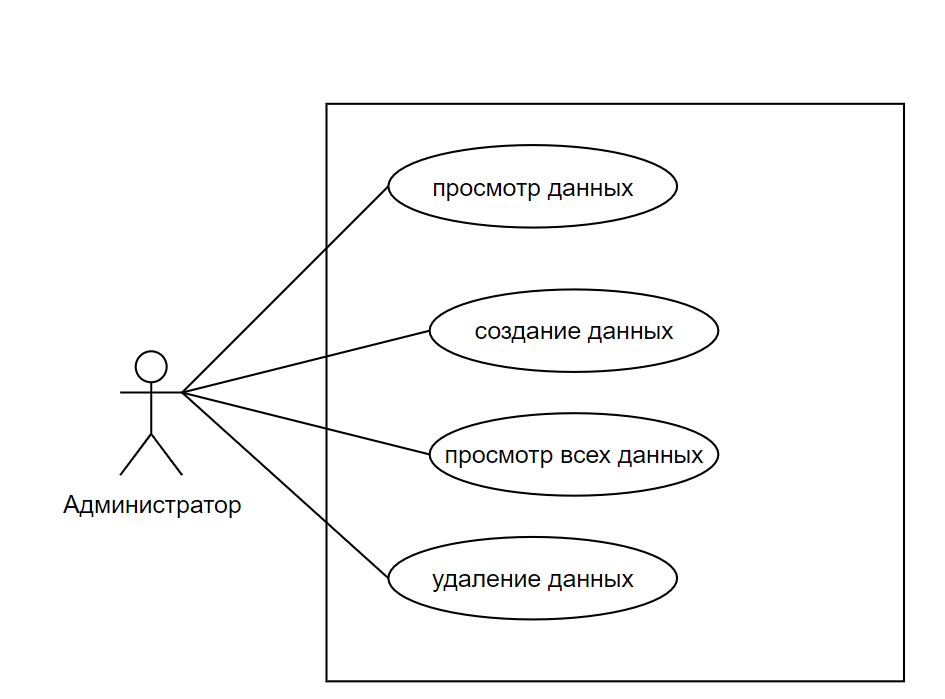 просмотр данных
создание данных
просмотр всех данных
Администратор
удаление данных